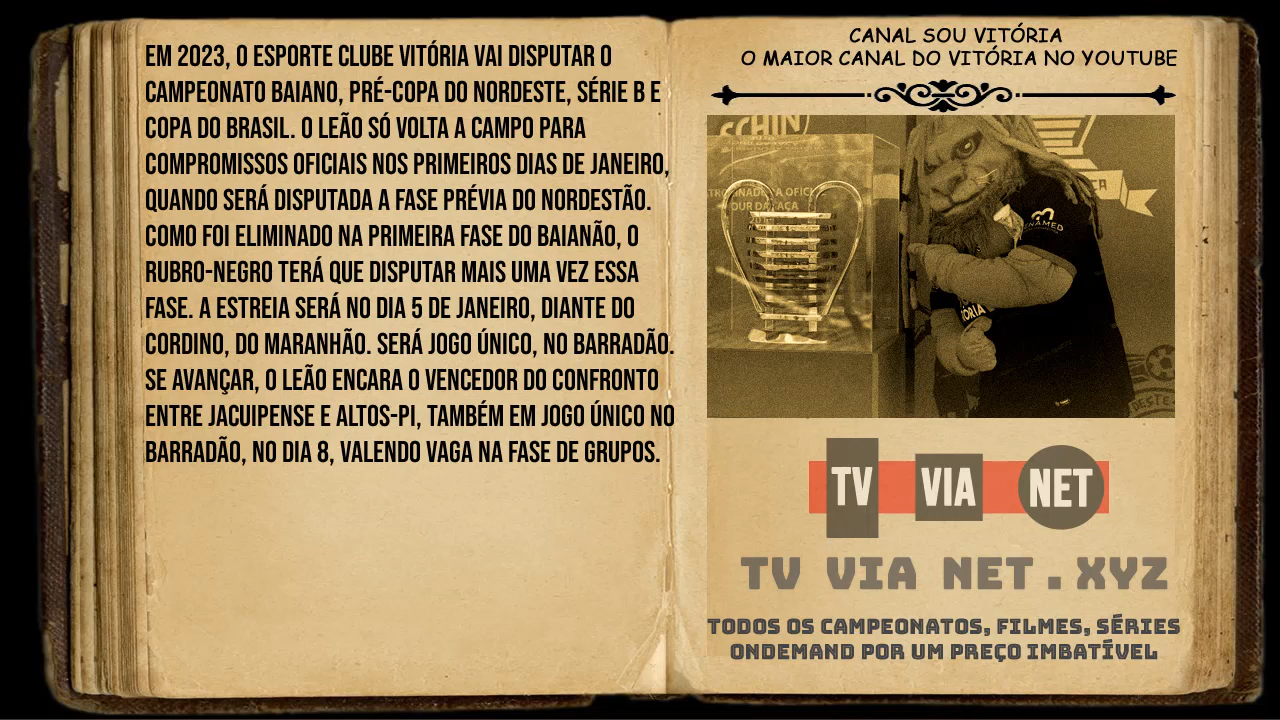 EM 2023, O ESPORTE CLUBE VITÓRIA VAI DISPUTAR O
CAMPEONATO BAIANO, PRÉ-COPA DO NORDESTE, SÉRIE B E
COPA DO BRASIL. O LEÃO SÓ VOLTA A CAMPO PARA
COMPROMISSOS OFICIAIS NOS PRIMEIROS DIAS DE JANEIRO,
QUANDO SERÁ DISPUTADA A FASE PRÉVIA DO NORDESTÃO.
COMO FOI ELIMINADO NA PRIMEIRA FASE DO BAIANÃO, O
RUBRO-NEGRO TERÁ QUE DISPUTAR MAIS UMA VEZ ESSA
FASE. A ESTREIA SERÁ NO DIA 5 DE JANEIRO, DIANTE DO
CORDINO, DO MARANHÃO. SERÁ JOGO ÚNICO, NO BARRADÃO.
SE AVANÇAR, O LEÃO ENCARA O VENCEDOR DO CONFRONTO
ENTRE JACUIPENSE E ALTOS-PI, TAMBÉM EM JOGO ÚNICO NO
BARRADÃO, NO DIA 8, VALENDO VAGA NA FASE DE GRUPOS.
CANAL SOU VITÓRIA
O MAIOR CANAL DO VITÓRIA NO YOUTUBE
TV VIA NET
TV VIA NET.XYZ
TODOS OS CAMPEONATOS, FILMES, SÉRIES
ONDEMAND POR UM PREÇO IMBATÍVEL